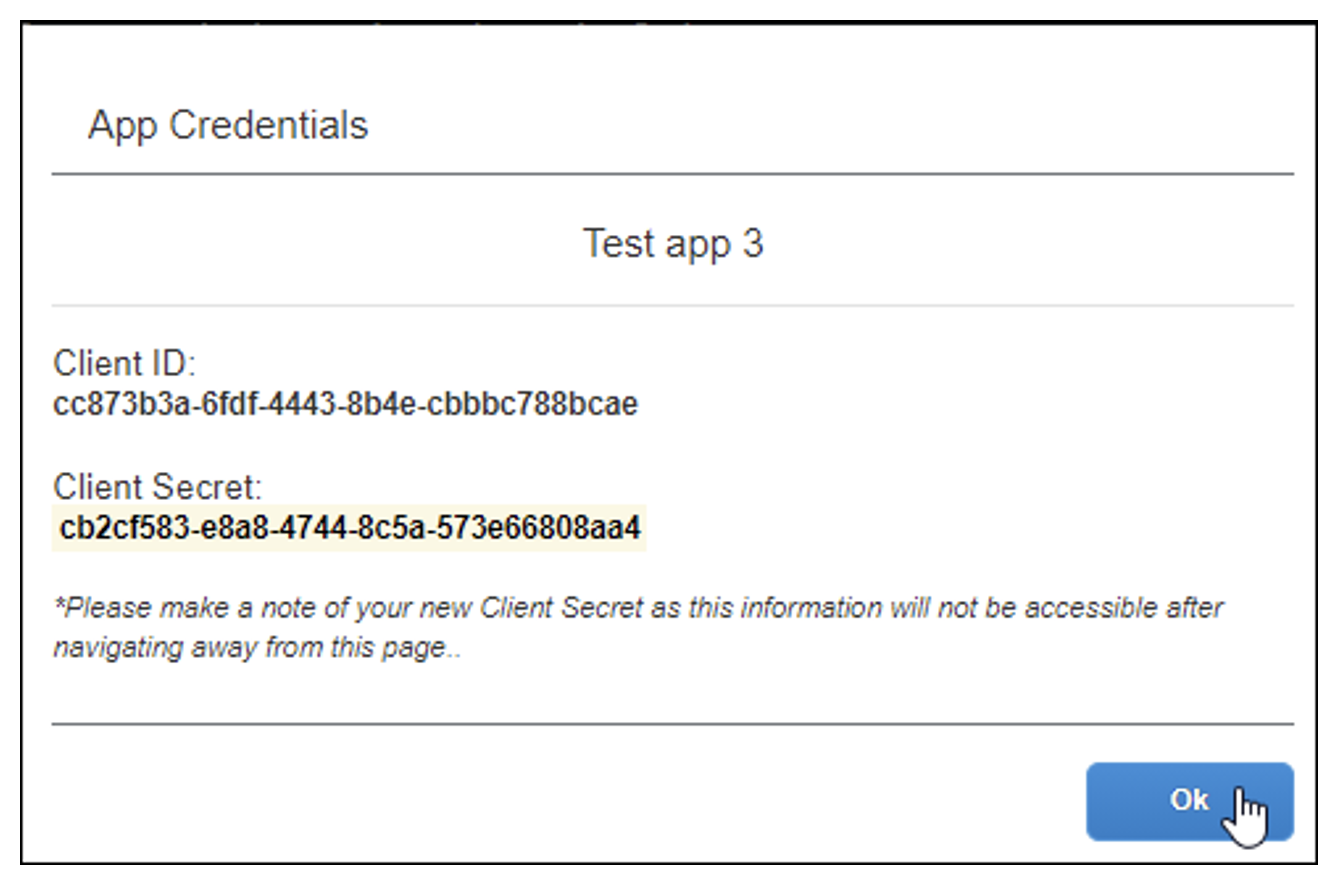 App Credentials
Test app 3
Client ID:
cc873b3a-6fdf-4443-8b4e-cbbbc788bcae
Client Secret:
cb2cf583-e8a8-4744-8c5a-573e66808aa4
*Please make a note of your new Client Secret as this information will not be accessible after
navigating away from this page..
Ok